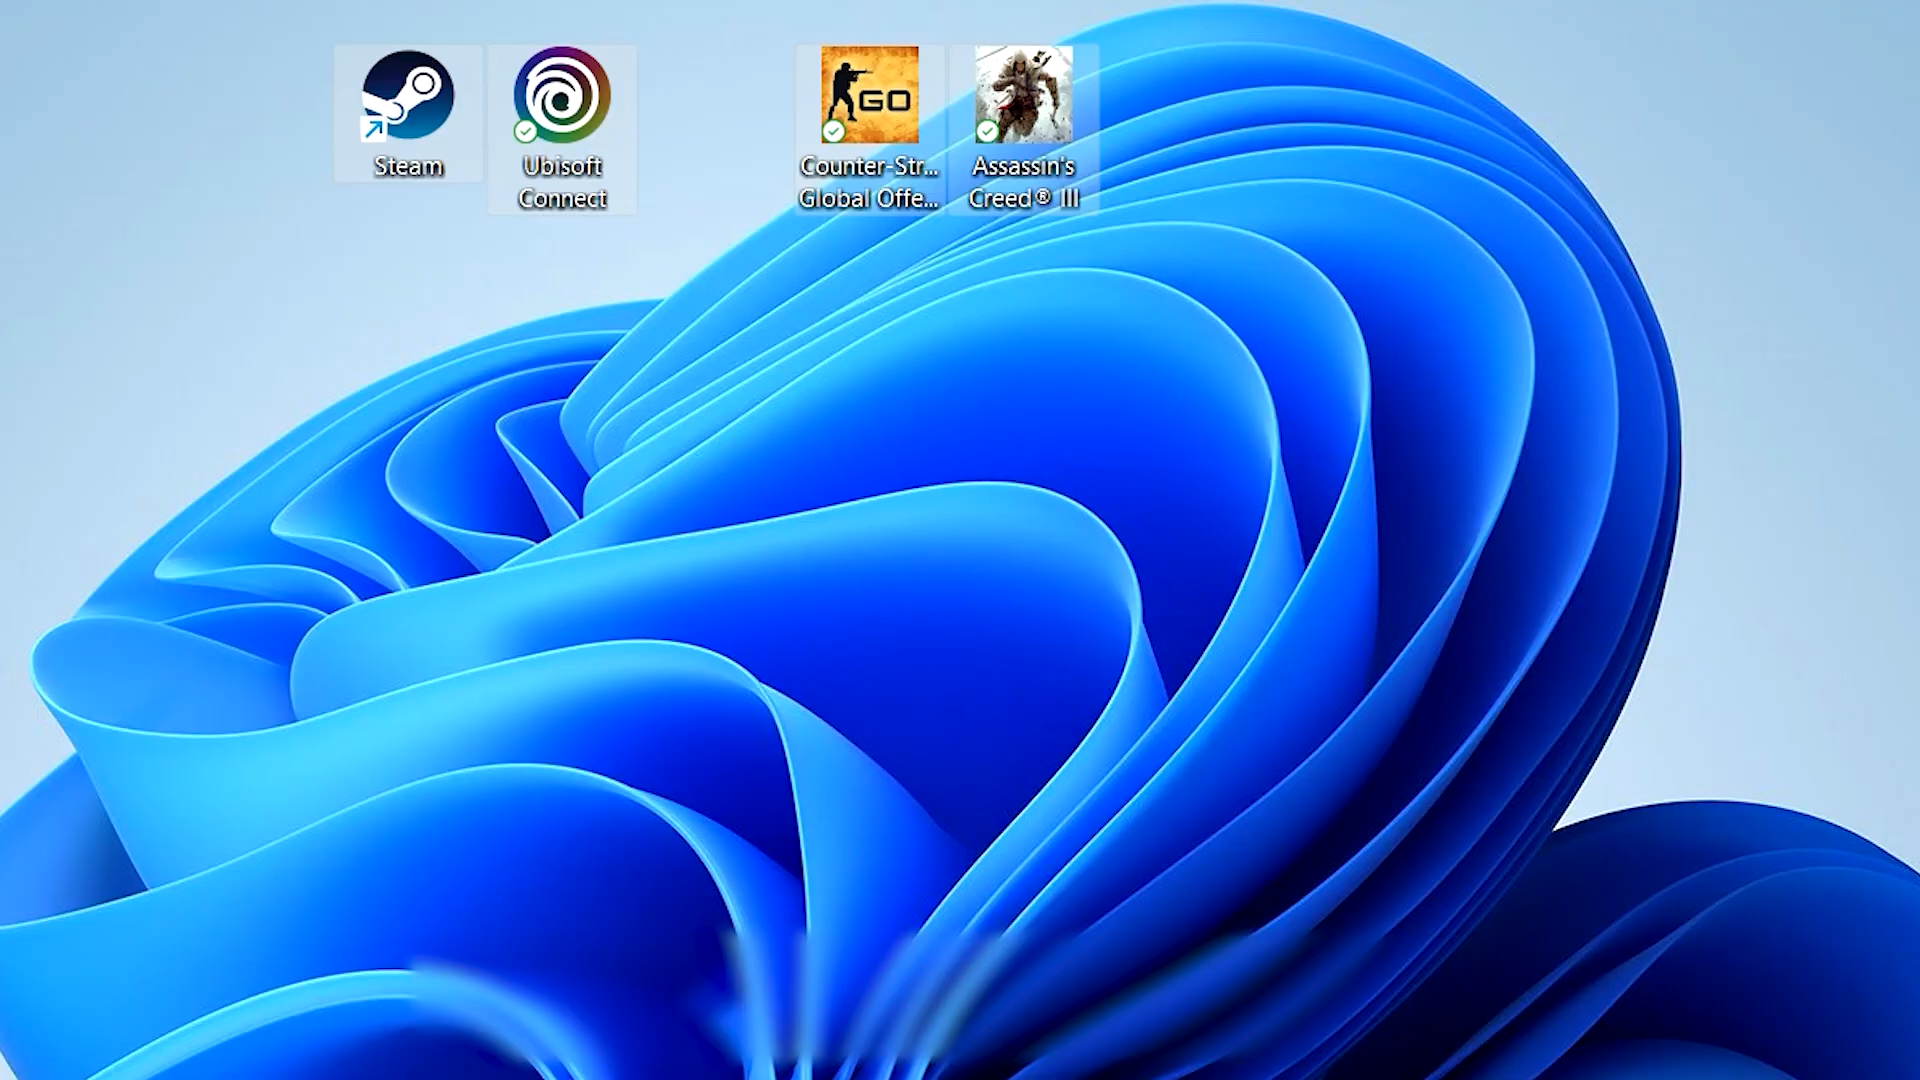 GO
Steam
Ubisoft
Connect
Counter-Str...
Global Offe...
Assassin's
Creed® III